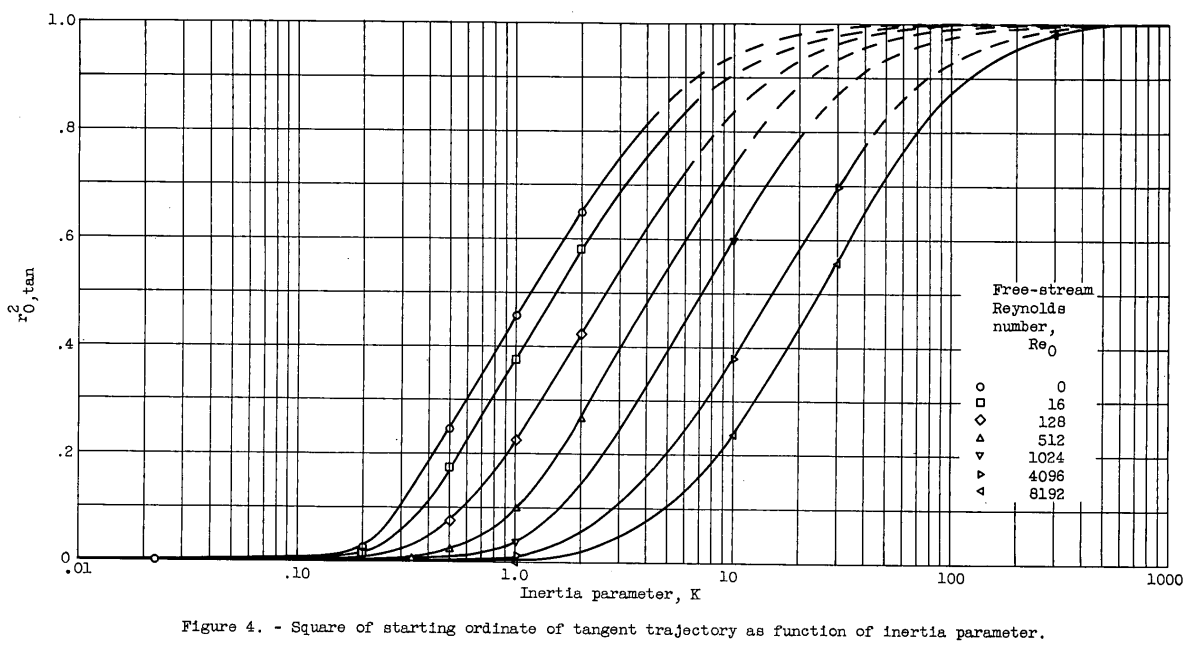 1.0
.8
.6
.4
.2
0
r²0,tan
.01
.10
1.0
10
100
1000
Inertia parameter, K
Free-stream
Reynolds
number,
Re0
0
16
128
512
1024
4096
8192
Figure 4. - Square of starting ordinate of tangent trajectory as function of inertia parameter.